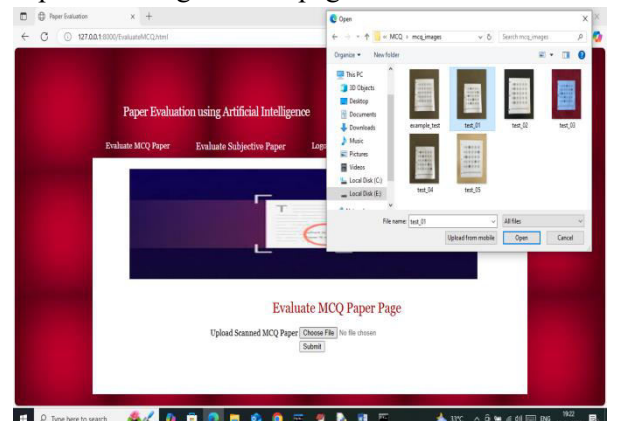 Paper Evaluation
127.0.0.1:8000/EvaluateMCQ.html
Paper Evaluation using Artificial Intelligence
Evaluate MCQ Paper
Evaluate Subjective Paper
T
Evaluate MCQ Paper Page
Upload Scanned MCQ Paper
Choose File
No file chosen
Submit
Open
MCQ
mcq_images
Search mcq_images
Organize
New folder
This PC
3D Objects
Desktop
Documents
Downloads
Music
Pictures
Videos
Local Disk (C:)
Local Disk (E:)
example_test
test_01
test_02
test_03
test_04
test_05
File name:
test_01
All files
Upload from mobile
Open
Cancel
Type here to search
33°C
ENG
19:22